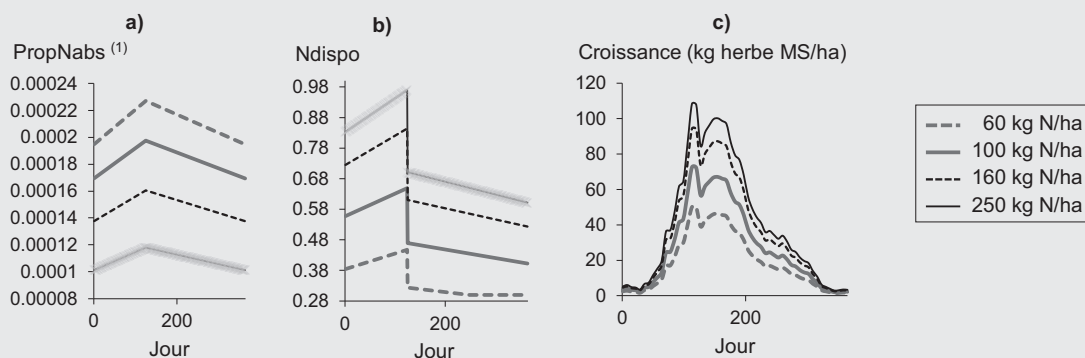 a)
PropNabs (1)
0.00024
0.00022
0.0002
0.00018
0.00016
0.00014
0.00012
0.0001
0.00008
0
200
Jour
b)
Ndispo
0.98
0.88
0.78
0.68
0.58
0.48
0.38
0.28
0
200
Jour
c)
Croissance (kg herbe MS/ha)
120
100
80
60
40
20
0
0
200
Jour
60 kg N/ha
100 kg N/ha
160 kg N/ha
250 kg N/ha